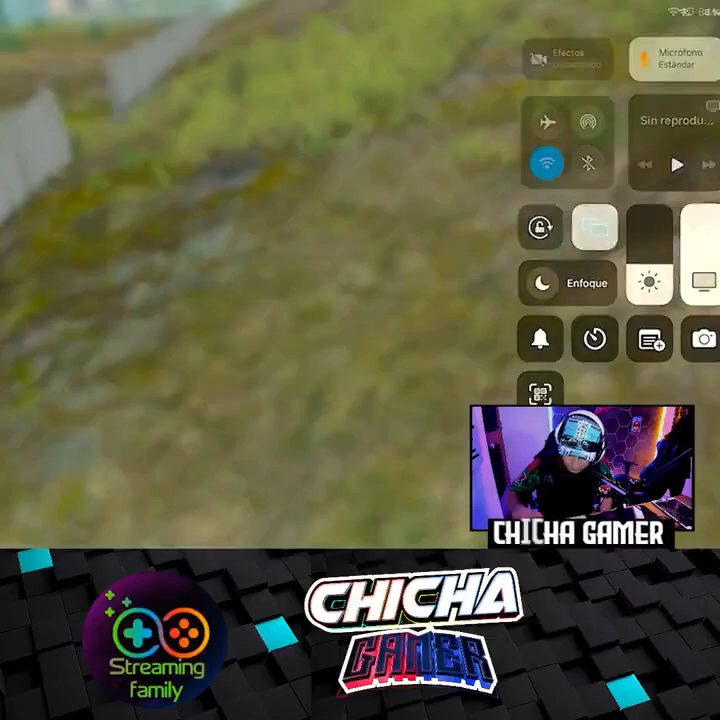 Efectos
Micrófono
Estándar
Sin reprodu...
Enfoque
CHICHA GAMER
Streaming
family
CHICHA
GAMER